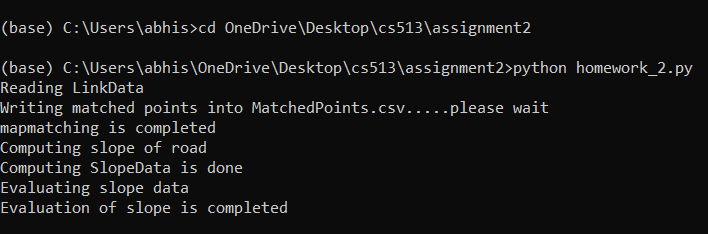 (base) C:\Users\abhis>cd OneDrive\Desktop\cs513\assignment2
(base) C:\Users\abhis\OneDrive\Desktop\cs513\assignment2>python homework_2.py
Reading LinkData
Writing matched points into MatchedPoints.csv.....please wait
mapmatching is completed
Computing slope of road
Computing SlopeData is done
Evaluating slope data
Evaluation of slope is completed